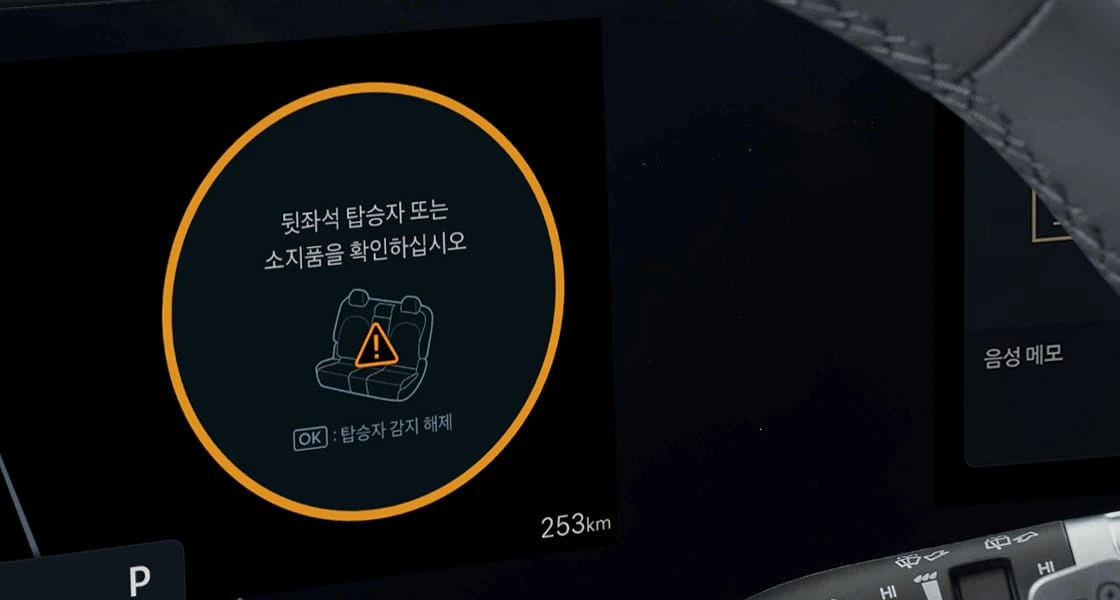 뒷좌석 탑승자 또는
소지품을 확인하십시오
OK : 탑승자 감지 해제
253km
P
음성 메모
HI
HI